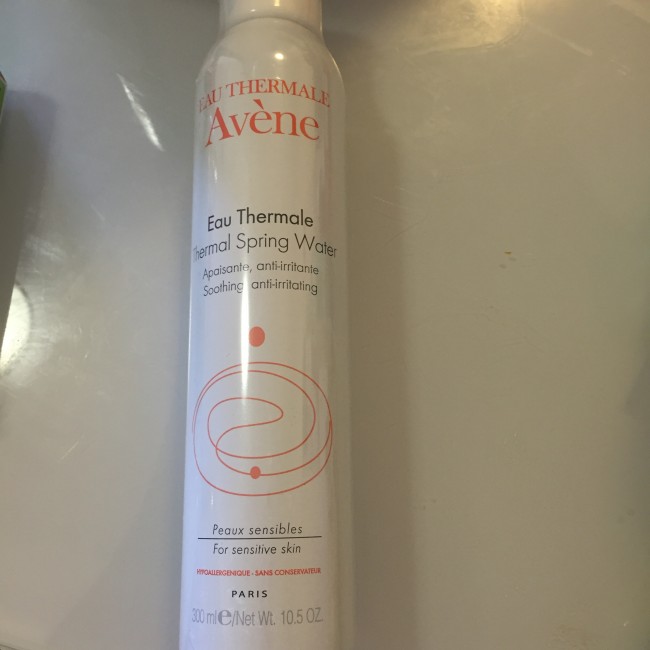 EAU THERMALE
Avène
Eau Thermale
Thermal Spring Water
Apaisante, anti-irritante
Soothing, anti-irritating
Peaux sensibles
For sensitive skin
HYPOALLERGENIQUE - SANS CONSERVATEUR
PARIS
300 ml℮/Net Wt. 10.5 OZ.